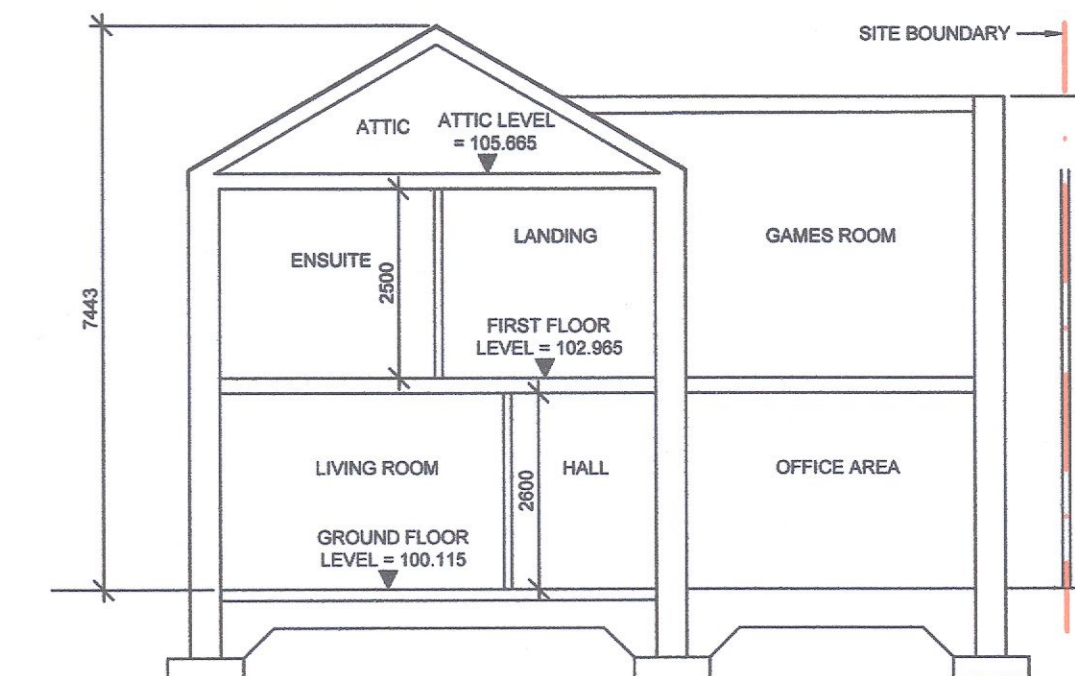 SITE BOUNDARY
ATTIC
ATTIC LEVEL
= 105.665
7443
ENSUITE
2500
LANDING
GAMES ROOM
FIRST FLOOR
LEVEL = 102.965
LIVING ROOM
2600
HALL
OFFICE AREA
GROUND FLOOR
LEVEL = 100.115